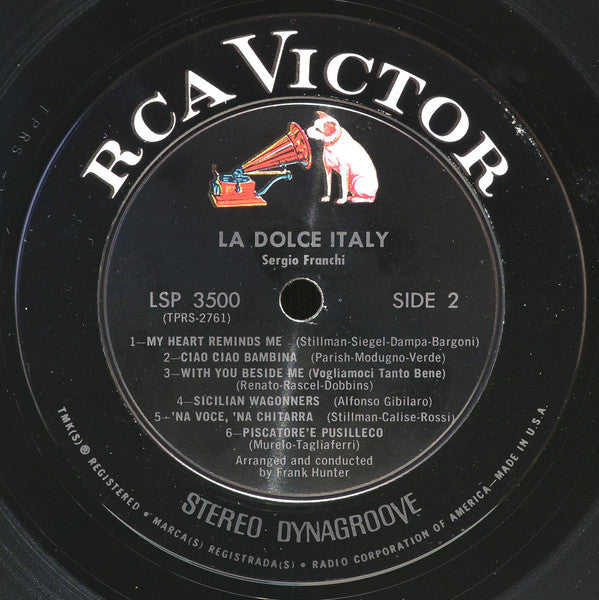 RCA VICTOR
LA DOLCE ITALY
Sergio Franchi
LSP 3500
(TPRS-2761)
SIDE 2
1—MY HEART REMINDS ME (Stillman-Siegel-Dampa-Bargoni)
2—CIAO CIAO BAMBINA (Parish-Modugno-Verde)
3—WITH YOU BESIDE ME (Vogliamoci Tanto Bene)
(Renato-Rascel-Dobbins)
4—SICILIAN WAGONNERS (Alfonso Gibilaro)
5—'NA VOCE, 'NA CHITARRA (Stillman-Calise-Rossi)
6—PISCATORE'E PUSILLECO
(Murelo-Tagliaferri)
Arranged and conducted
by Frank Hunter
STEREO DYNAGROOVE
TMK(S) ® REGISTERED • MARCA(S) REGISTRADA(S) • RADIO CORPORATION OF AMERICA—MADE IN U.S.A.
TPRS